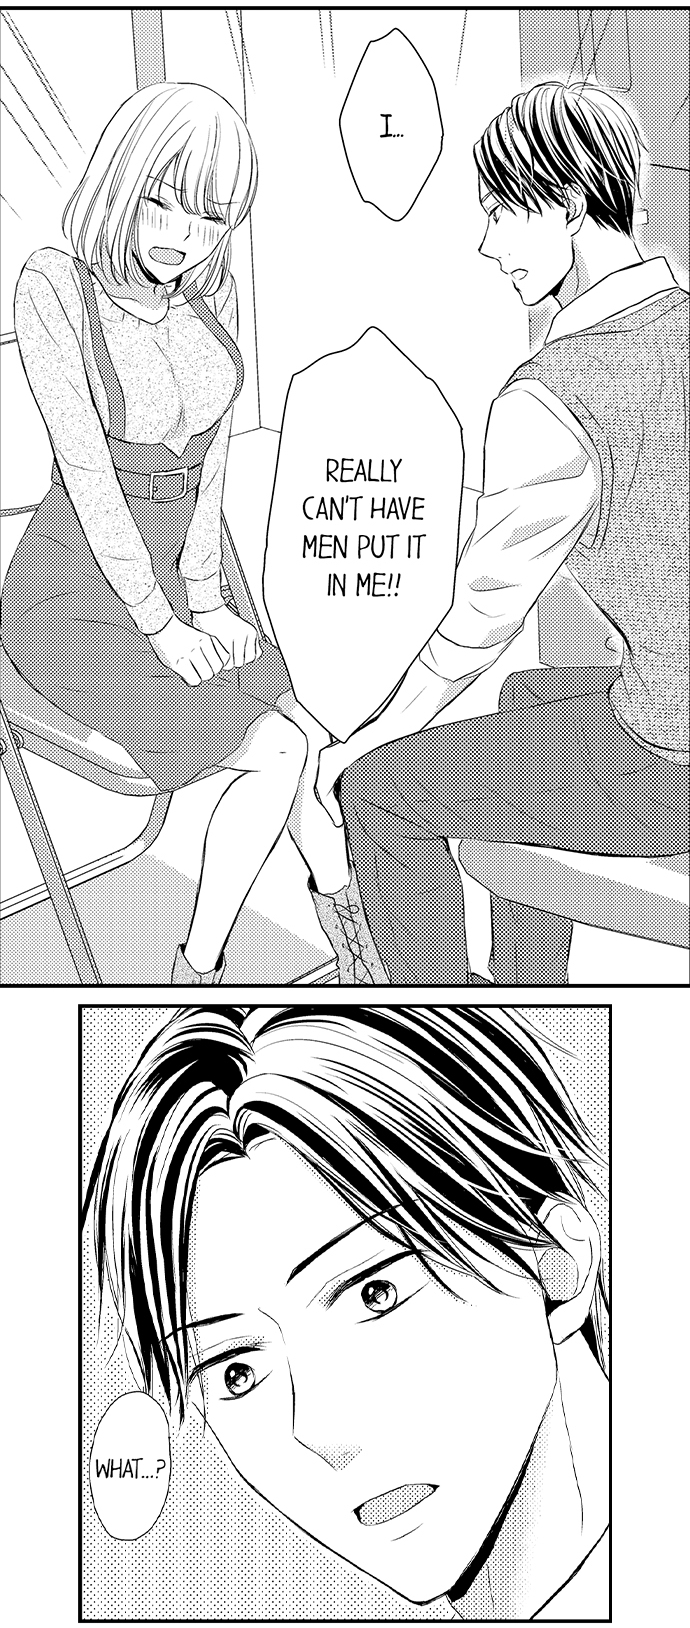 I...
REALLY
CAN'T HAVE
MEN PUT IT
IN ME!!
WHAT...?